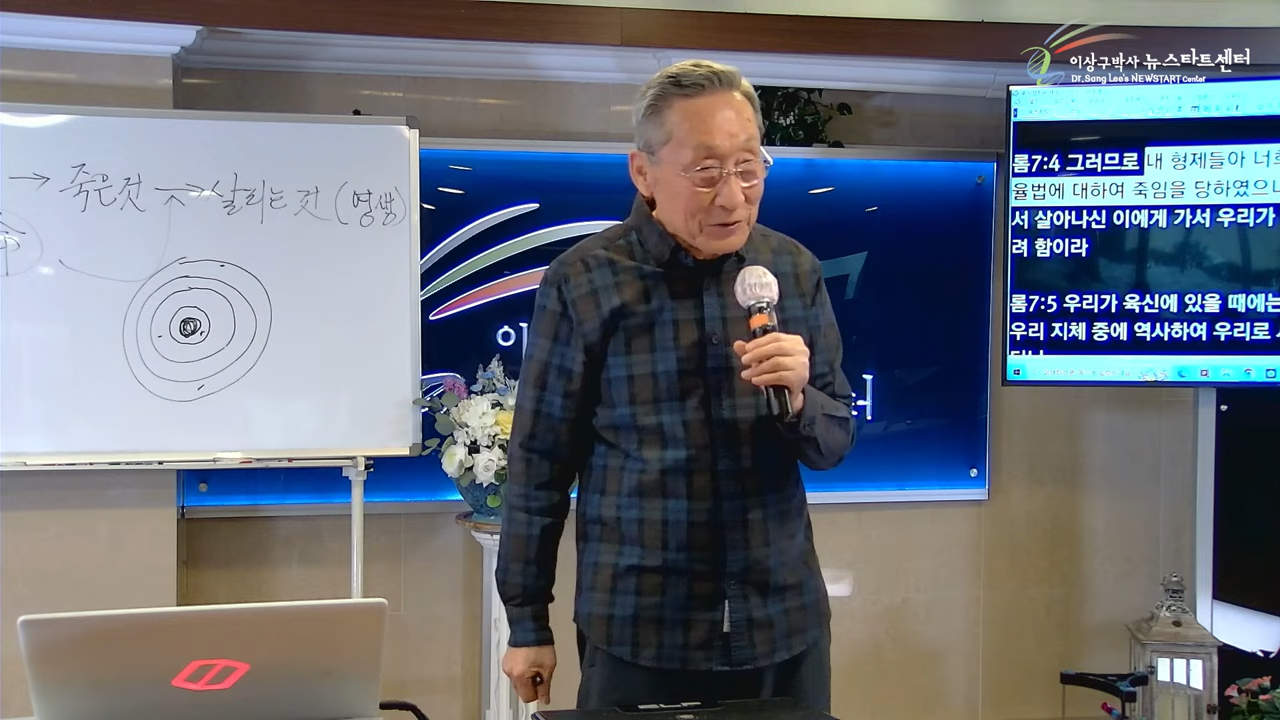 이상구박사 뉴스타트센터
Dr. Sang Lee's NEWSTART Center
→ 죽은것 → 살리는 것 (영생)
롬7:4 그러므로 내 형제들아 너희
율법에 대하여 죽임을 당하였으니
서 살아나신 이에게 가서 우리가
려 함이라
롬7:5 우리가 육신에 있을 때에는
우리 지체 중에 역사하여 우리로